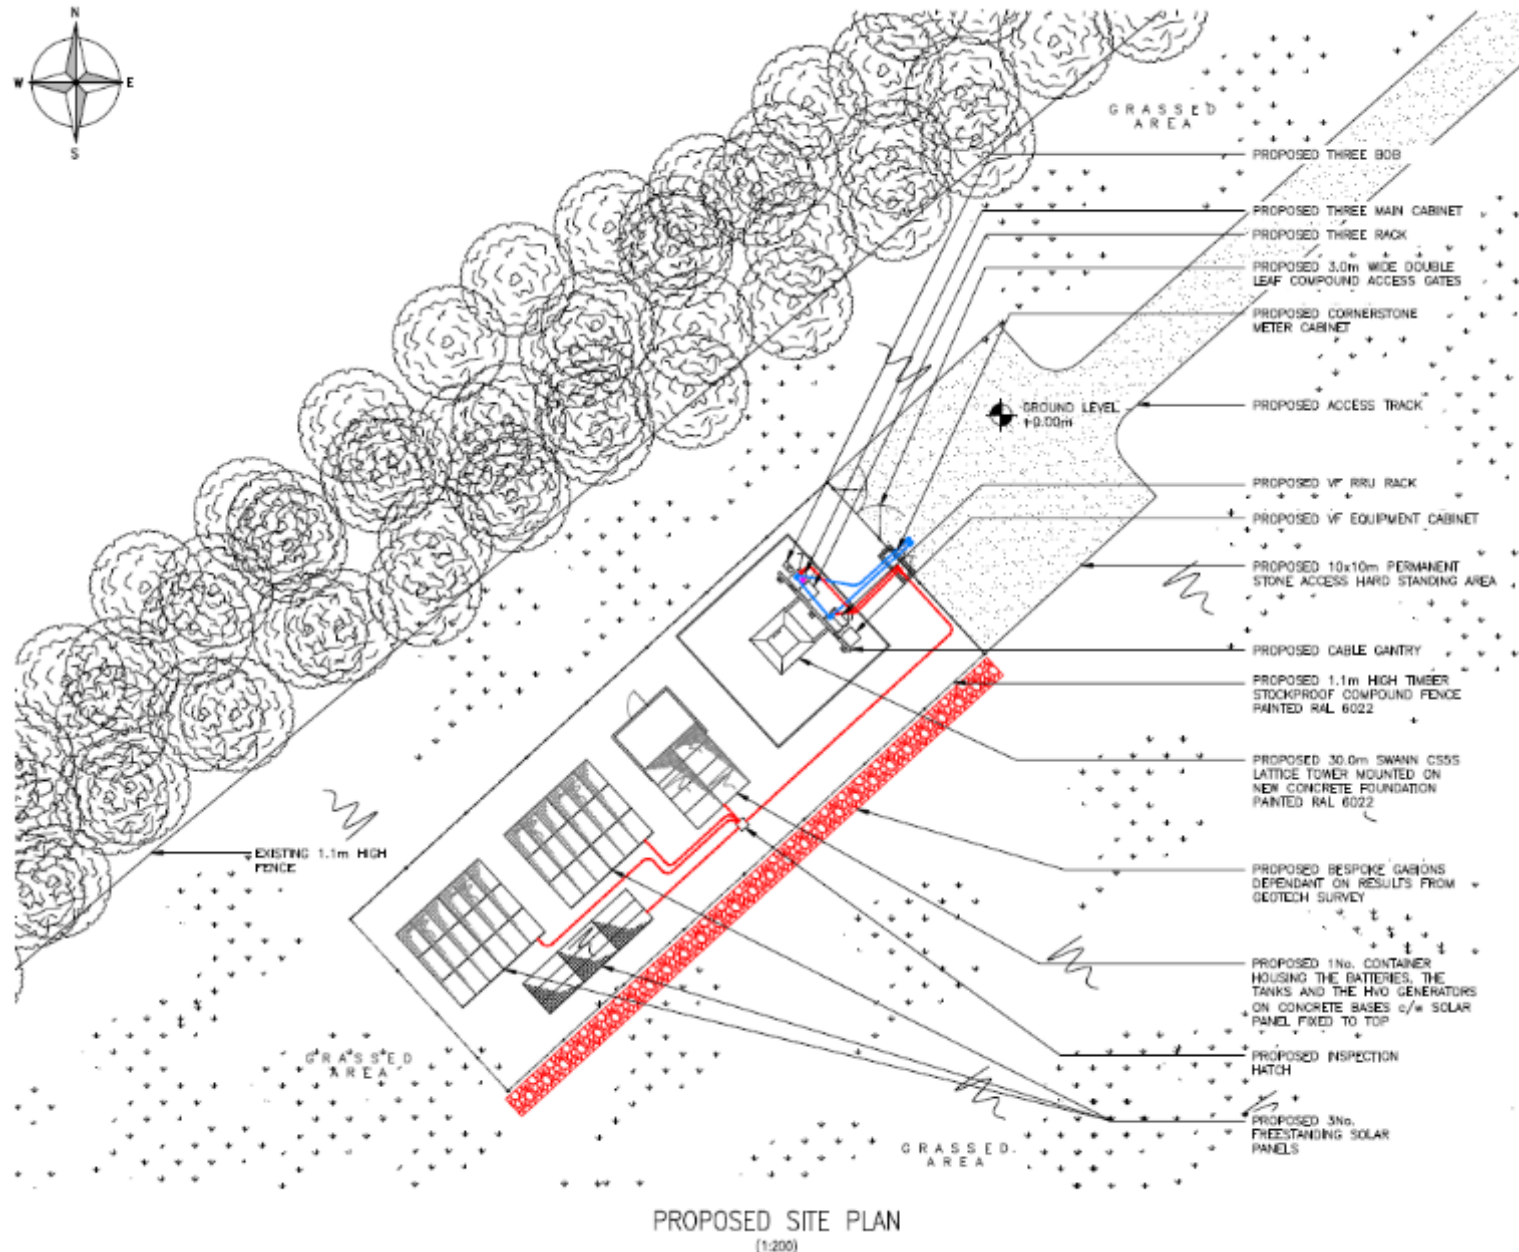 N
W E
S
GRASSED
AREA
PROPOSED THREE BOB
PROPOSED THREE MAIN CABINET
PROPOSED THREE RACK
PROPOSED 3.0m WIDE DOUBLE
LEAF COMPOUND ACCESS GATES
PROPOSED CORNERSTONE
METER CABINET
PROPOSED ACCESS TRACK
GROUND LEVEL
±0.00m
PROPOSED VF RRU RACK
PROPOSED VF EQUIPMENT CABINET
PROPOSED 10x10m PERMANENT
STONE ACCESS HARD STANDING AREA
PROPOSED CABLE GANTRY
PROPOSED 1.1m HIGH TIMBER
STOCKPROOF COMPOUND FENCE
PAINTED RAL 6022
PROPOSED 30.0m SWANN CS5S
LATTICE TOWER MOUNTED ON
NEW CONCRETE FOUNDATION
PAINTED RAL 6022
EXISTING 1.1m HIGH
FENCE
PROPOSED BESPOKE GABIONS
DEPENDANT ON RESULTS FROM
GEOTECH SURVEY
PROPOSED 1No. CONTAINER
HOUSING THE BATTERIES, THE
TANKS AND THE HVO GENERATORS
ON CONCRETE BASES c/w SOLAR
PANEL FIXED TO TOP
GRASSED
AREA
PROPOSED INSPECTION
HATCH
PROPOSED 3No.
FREESTANDING SOLAR
PANELS
GRASSED
AREA
PROPOSED SITE PLAN
(1:200)